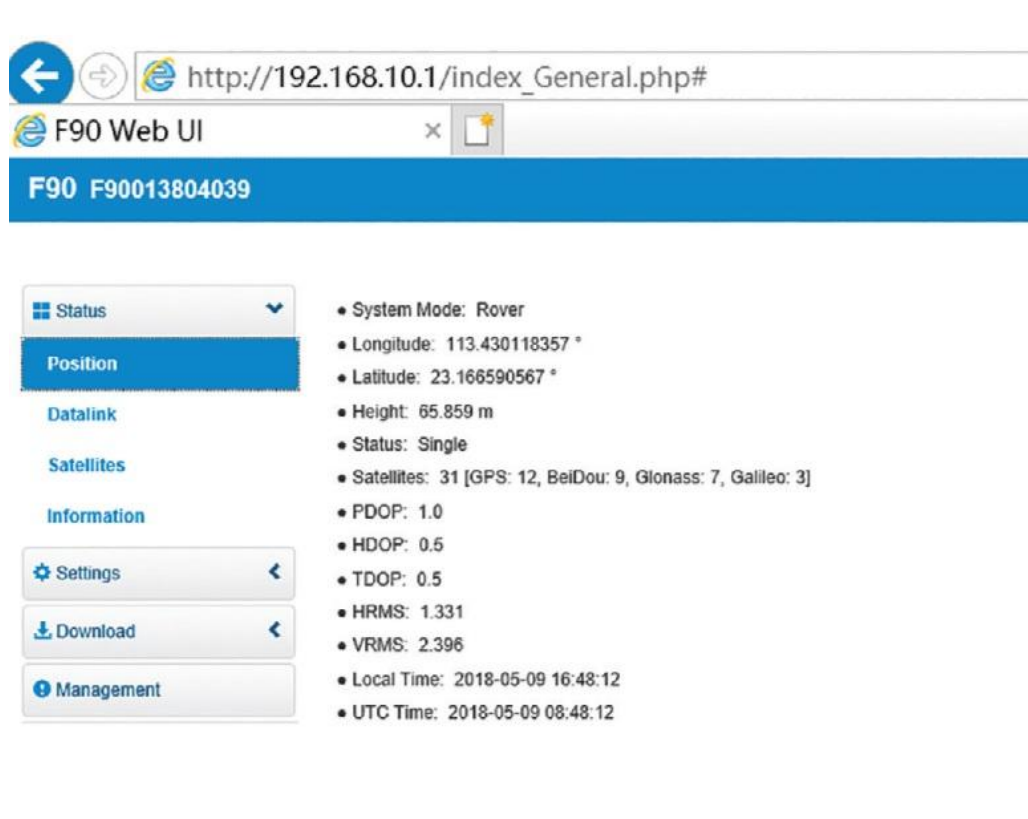 http://192.168.10.1/index_General.php#
F90 Web UI
F90 F90013804039
Status
Position
Datalink
Satellites
Information
Settings
Download
Management
• System Mode: Rover
• Longitude: 113.430118357 °
• Latitude: 23.166590567 °
• Height: 65.859 m
• Status: Single
• Satellites: 31 [GPS: 12, BeiDou: 9, Glonass: 7, Galileo: 3]
• PDOP: 1.0
• HDOP: 0.5
• TDOP: 0.5
• HRMS: 1.331
• VRMS: 2.396
• Local Time: 2018-05-09 16:48:12
• UTC Time: 2018-05-09 08:48:12